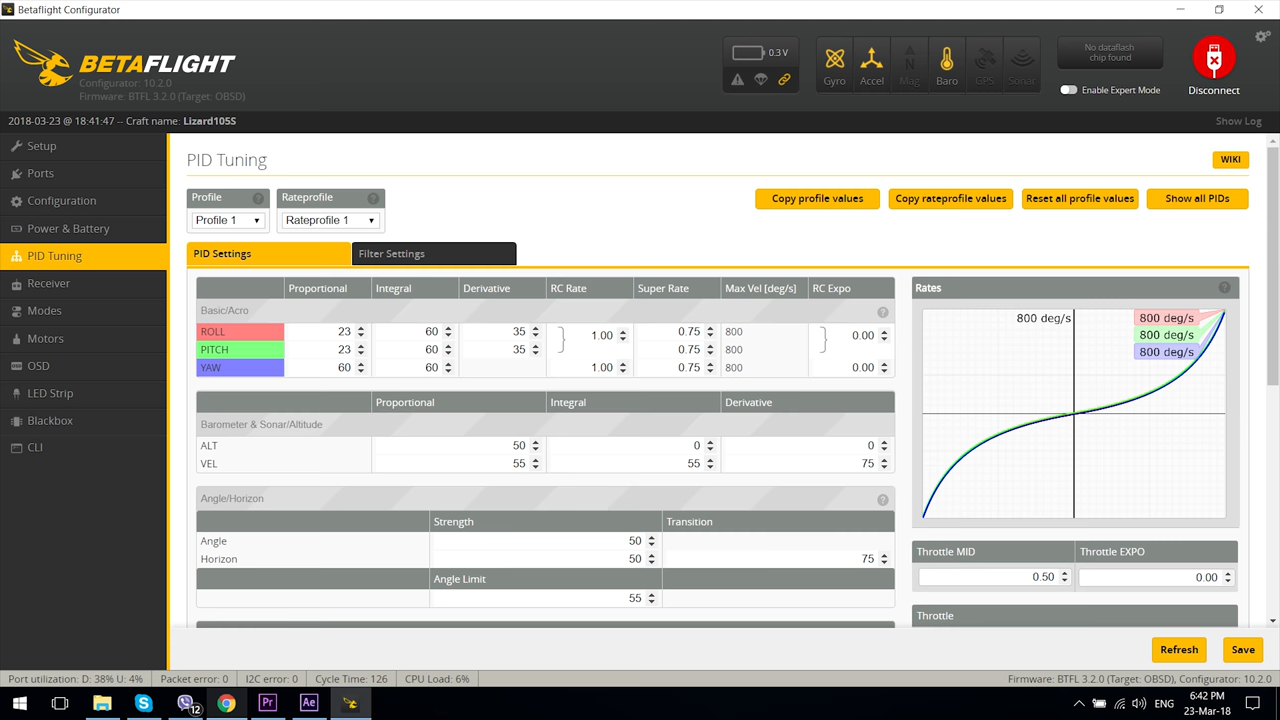 Betaflight Configurator
BETAFLIGHT
Configurator: 10.2.0
Firmware: BTFL 3.2.0 (Target: OBSD)
0.3 V
Gyro
Accel
Mag
Baro
GPS
Sonar
No dataflash
chip found
Enable Expert Mode
Disconnect
2018-03-23 @ 18:41:47 -- Craft name: Lizard105S
Show Log
Setup
Ports
Configuration
Power & Battery
PID Tuning
Receiver
Modes
Motors
OSD
LED Strip
Blackbox
CLI
PID Tuning
WIKI
Profile
Rateprofile
Profile 1
Rateprofile 1
Copy profile values
Copy rateprofile values
Reset all profile values
Show all PIDs
PID Settings
Filter Settings
Proportional Integral Derivative RC Rate Super Rate Max Vel [deg/s] RC Expo
Basic/Acro
ROLL 23 60 35 1.00 0.75 800 0.00
PITCH 23 60 35 0.75 800
YAW 60 60 1.00 0.75 800 0.00
Proportional Integral Derivative
Barometer & Sonar/Altitude
ALT 50 0 0
VEL 55 55 75
Angle/Horizon
Strength Transition
Angle 50
Horizon 50 75
Angle Limit
55
Rates
800 deg/s
800 deg/s
800 deg/s
800 deg/s
Throttle MID Throttle EXPO
0.50 0.00
Throttle
Refresh
Save
Port utilization: D: 38% U: 4% Packet error: 0 I2C error: 0 Cycle Time: 126 CPU Load: 6% Firmware: BTFL 3.2.0 (Target: OBSD), Configurator: 10.2.0
12
Pr
Ae
ENG
6:42 PM
23-Mar-18